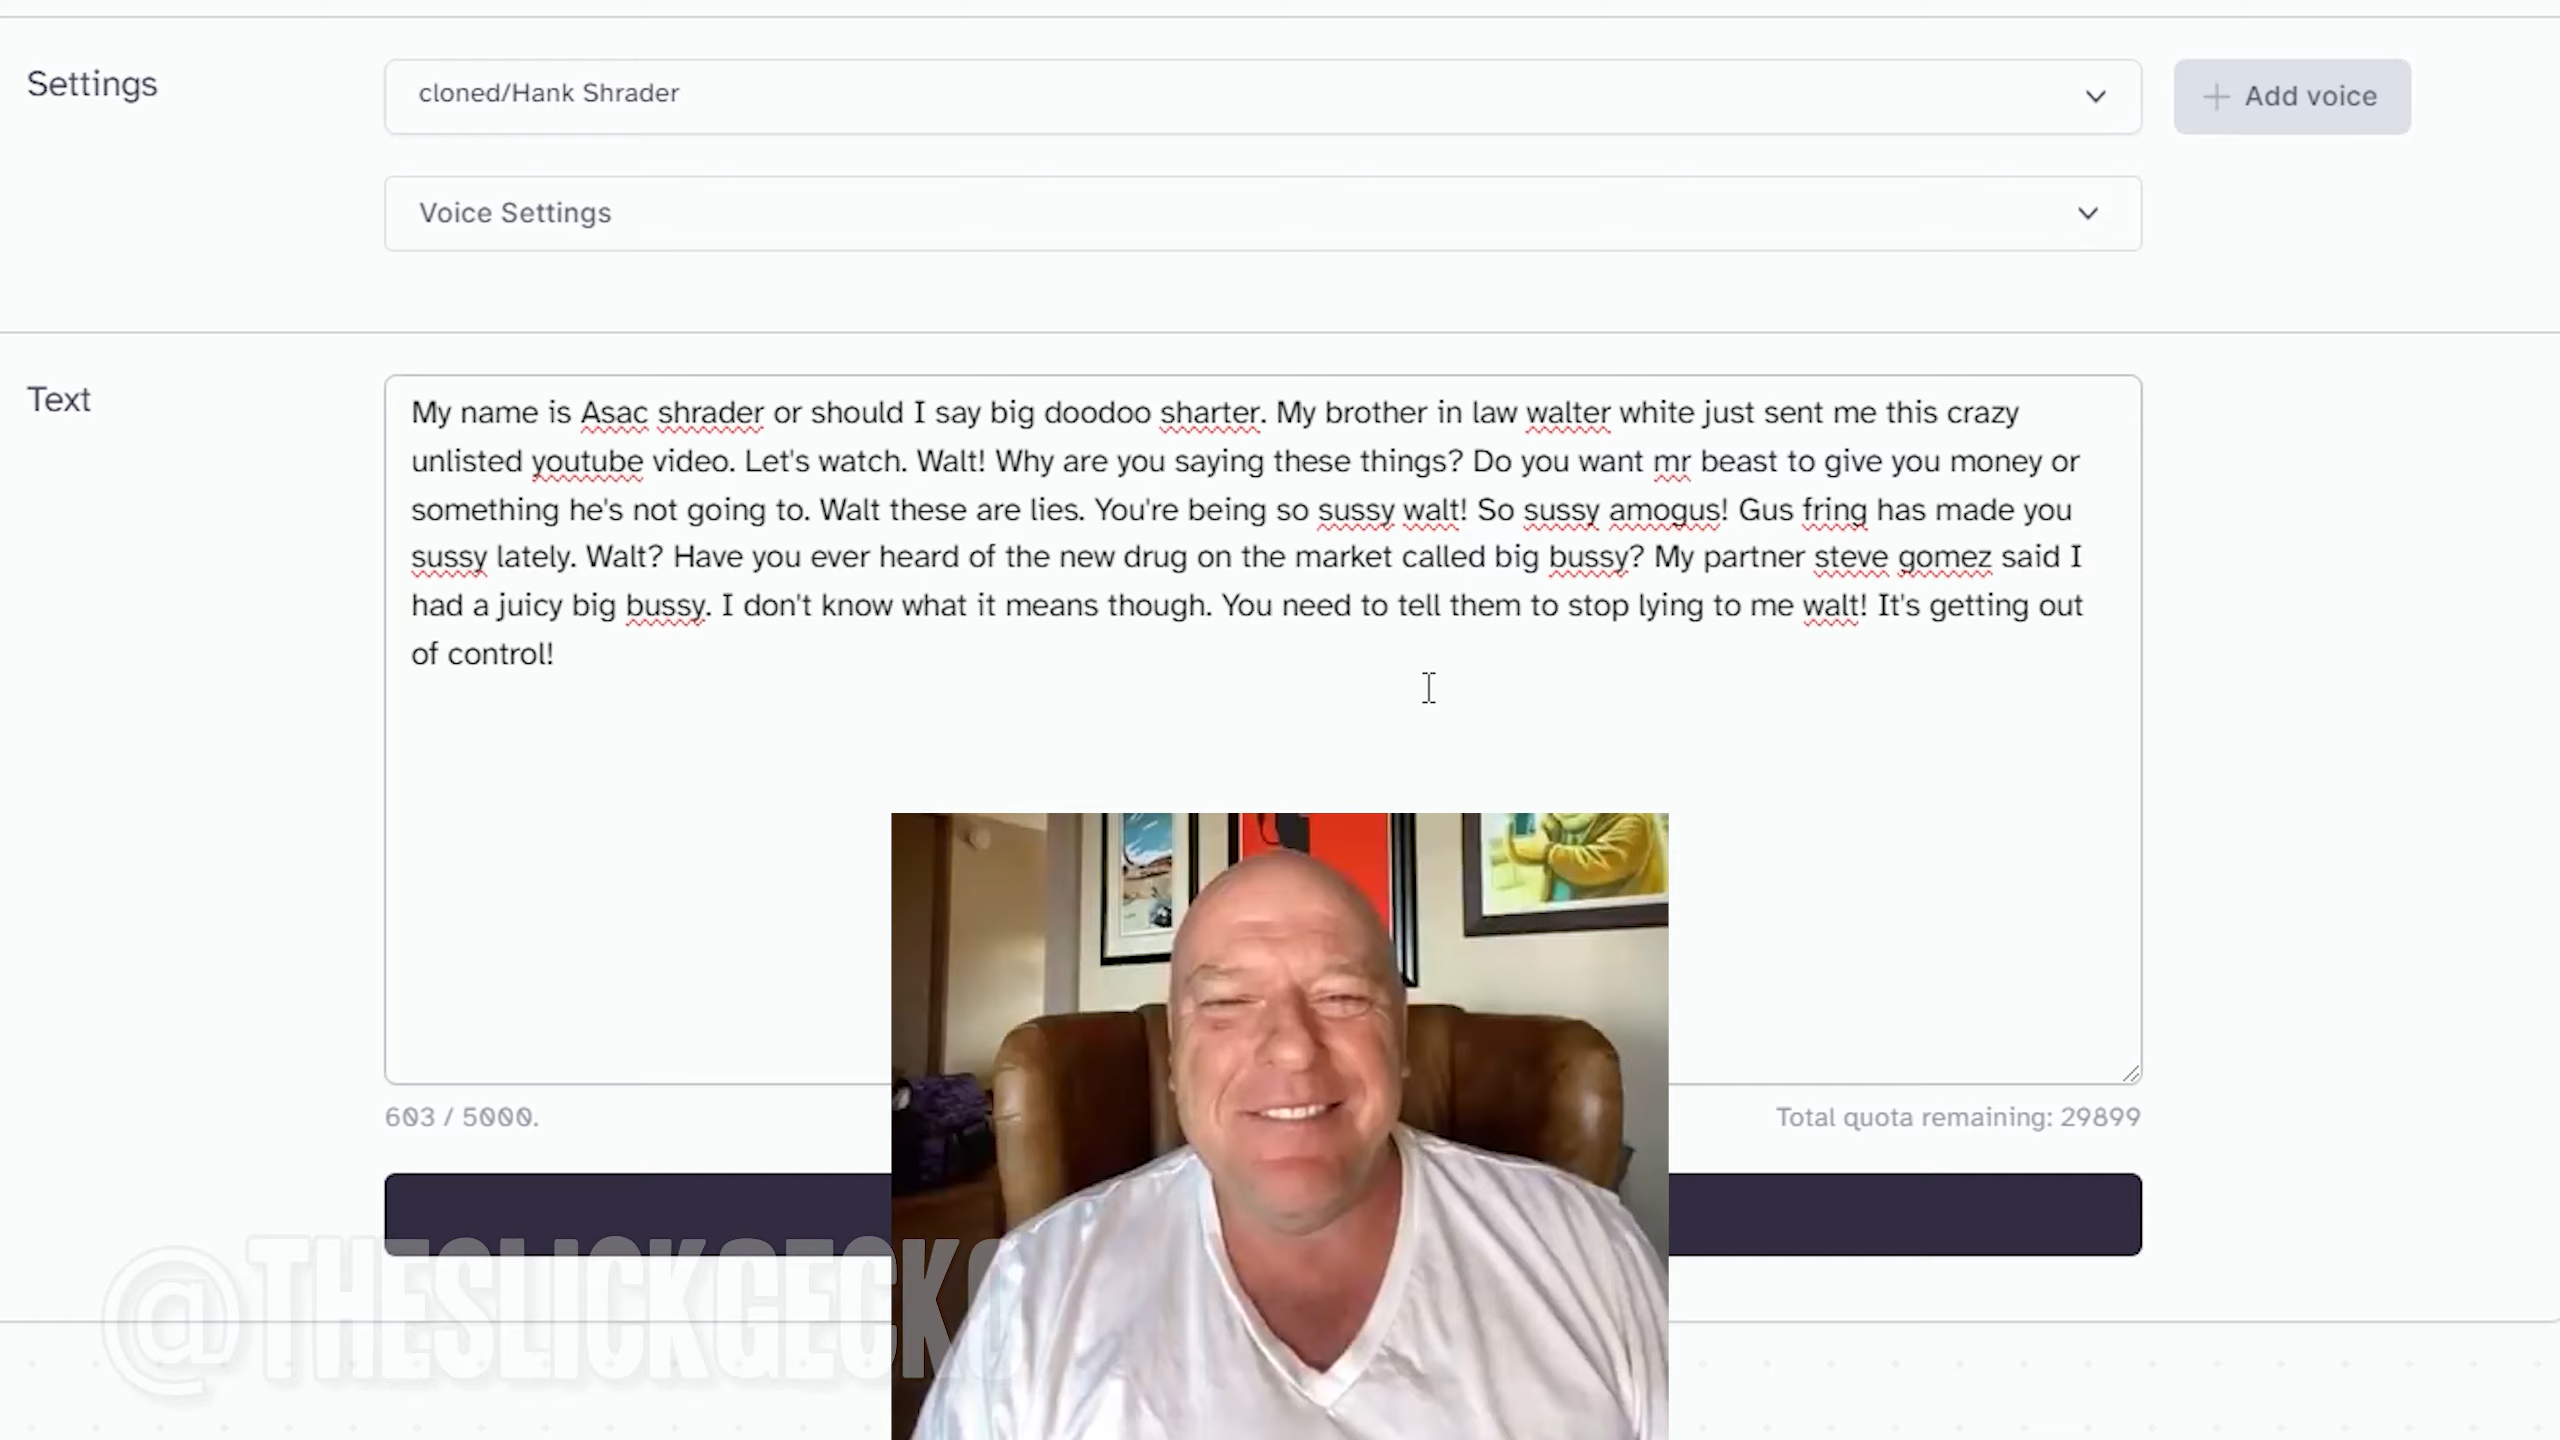 Settings
cloned/Hank Shrader
+ Add voice
Voice Settings
Text
My name is Asac shrader or should I say big doodoo sharter. My brother in law walter white just sent me this crazy
unlisted youtube video. Let's watch. Walt! Why are you saying these things? Do you want mr beast to give you money or
something he's not going to. Walt these are lies. You're being so sussy walt! So sussy amogus! Gus fring has made you
sussy lately. Walt? Have you ever heard of the new drug on the market called big bussy? My partner steve gomez said I
had a juicy big bussy. I don't know what it means though. You need to tell them to stop lying to me walt! It's getting out
of control!
603 / 5000.
Total quota remaining: 29899
@THESLICKGECKO